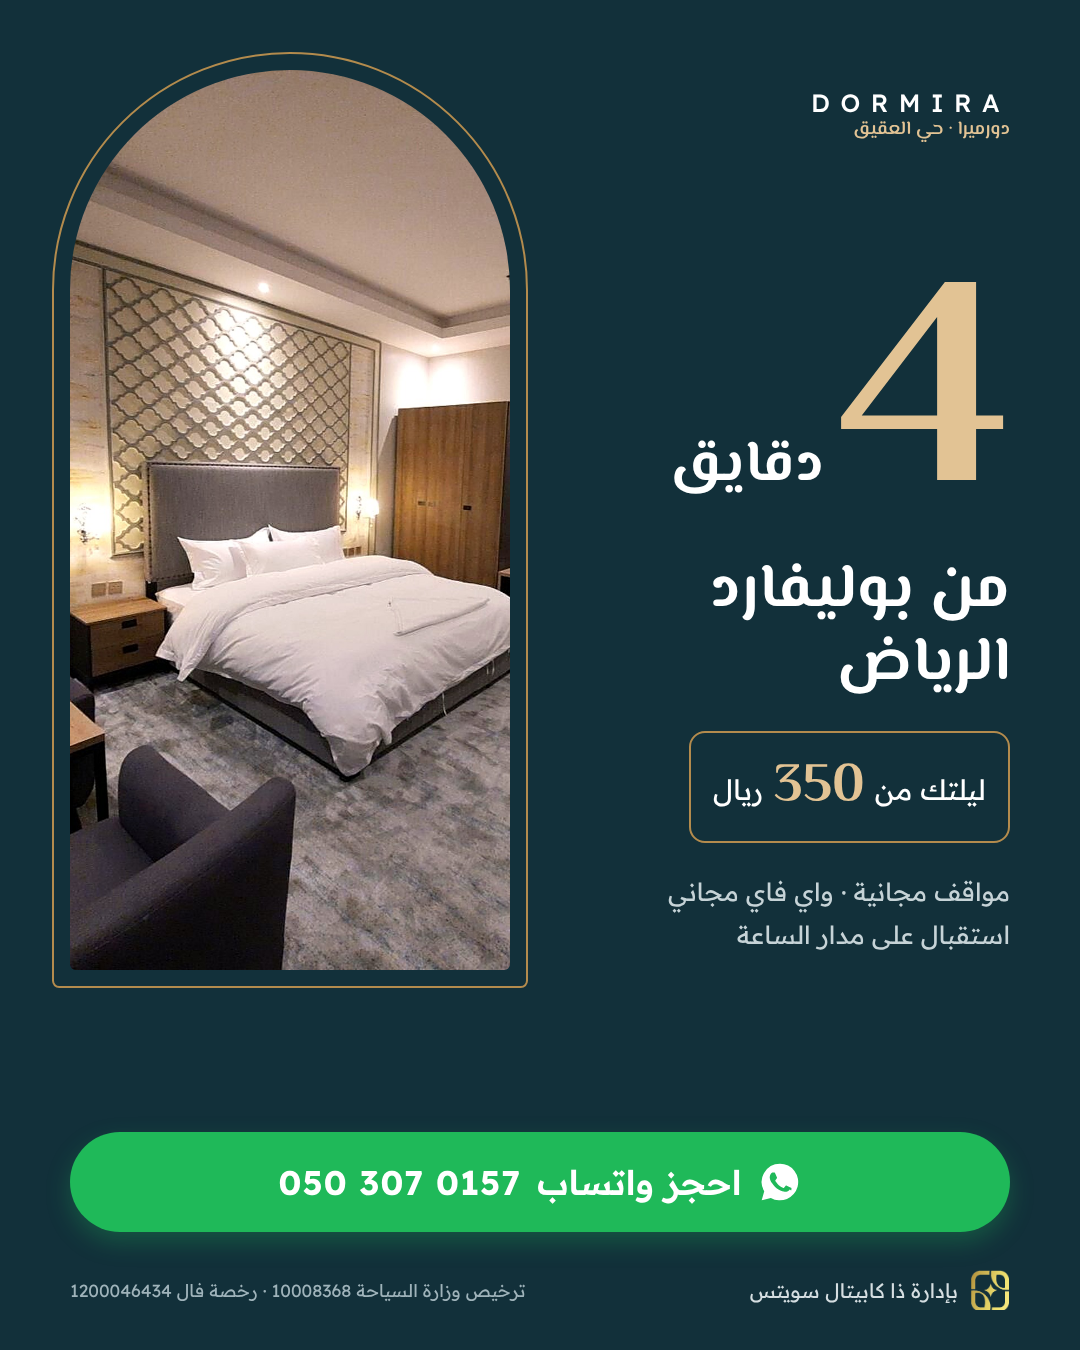 DORMIRA
دورميرا · حي العقيق
4 دقايق
من بوليفارد
الرياض
ليلتك من 350 ريال
مواقف مجانية · واي فاي مجاني
استقبال على مدار الساعة
احجز واتساب 050 307 0157
بإدارة ذا كابيتال سويتس
ترخيص وزارة السياحة 10008368 · رخصة فال 1200046434